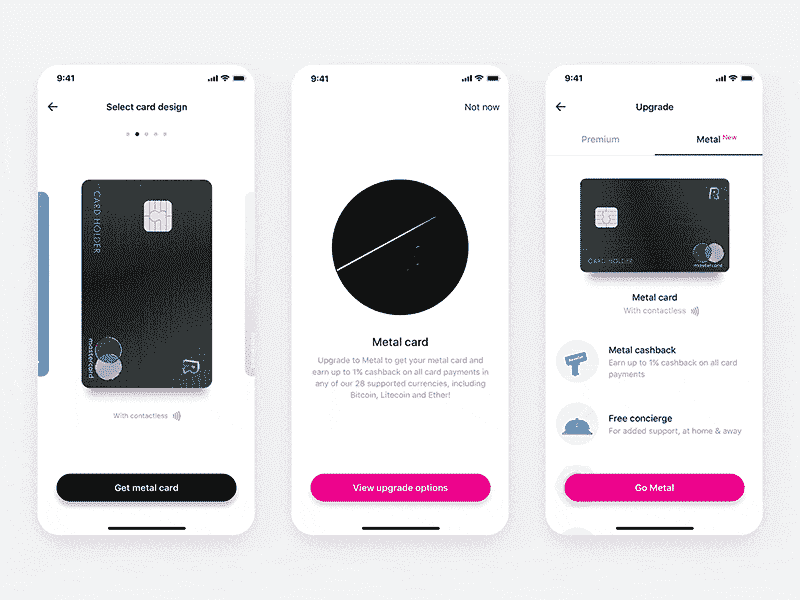 9:41
Select card design
CARD HOLDER
mastercard
With contactless
Get metal card
9:41
Not now
Metal card
Upgrade to Metal to get your metal card and
earn up to 1% cashback on all card payments in
any of our 28 supported currencies, including
Bitcoin, Litecoin and Ether!
View upgrade options
9:41
Upgrade
Premium
Metal New
CARD HOLDER
mastercard
Metal card
With contactless
Metal cashback
Earn up to 1% cashback on all card
payments
Free concierge
For added support, at home & away
Go Metal